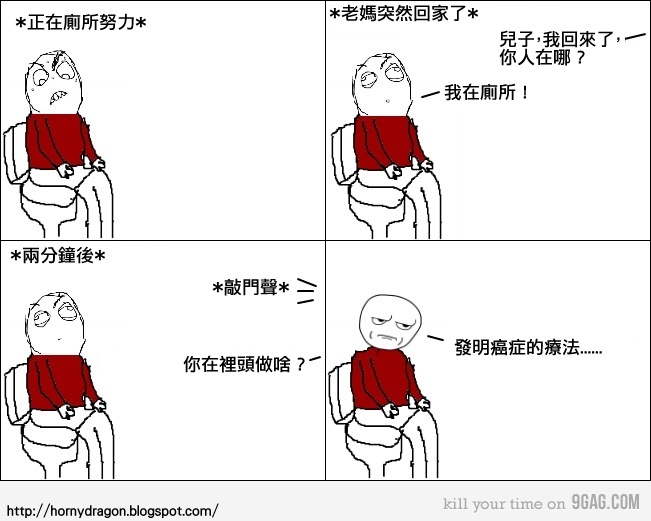 *正在廁所努力*
*老媽突然回家了*
兒子,我回來了,
你人在哪?
我在廁所!
*兩分鐘後*
*敲門聲*
你在裡頭做啥?
發明癌症的療法......
http://hornydragon.blogspot.com/
kill your time on 9GAG.COM